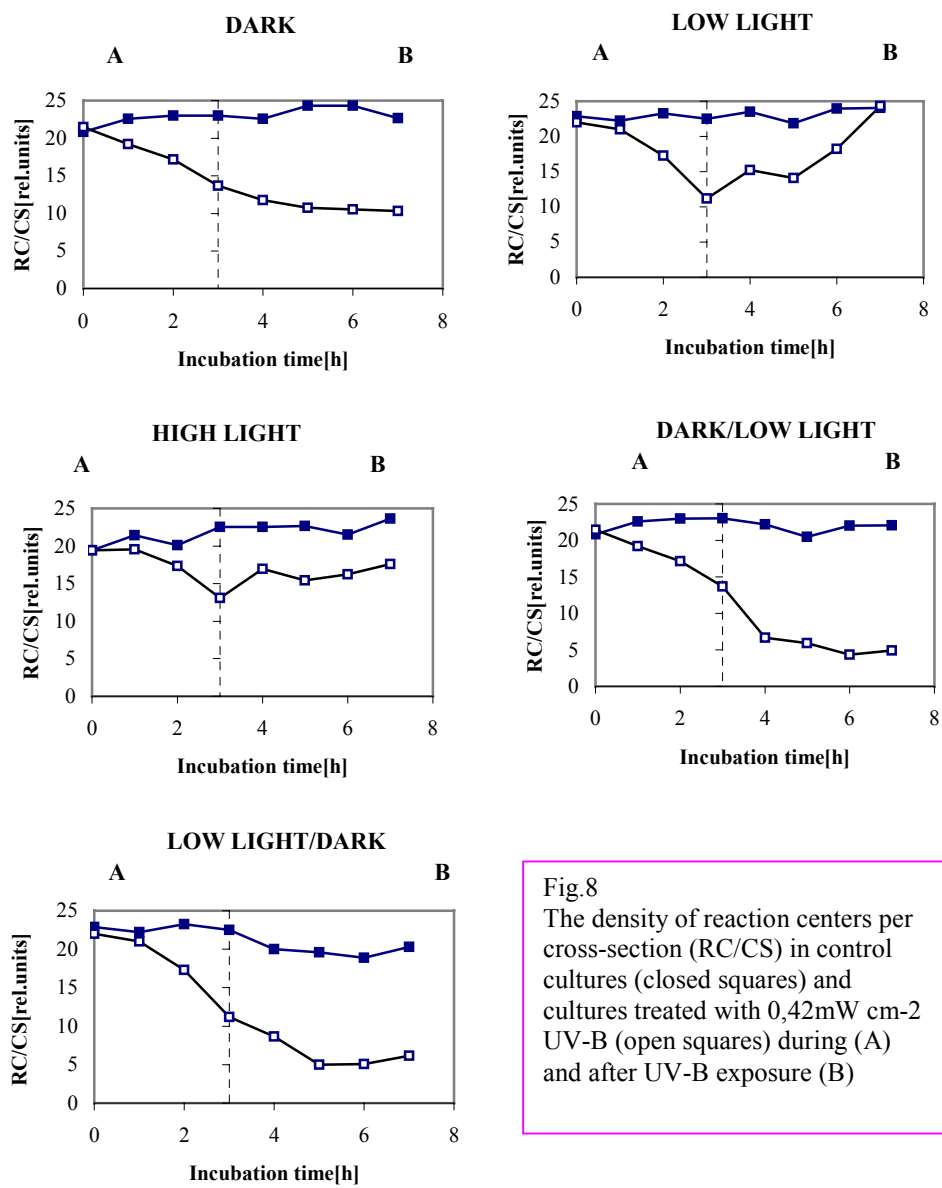 DARK
A B
25
20
15
10
5
0
RC/CS[rel.units]
0 2 4 6 8
Incubation time[h]
LOW LIGHT
A B
25
20
15
10
5
0
RC/CS[rel.units]
0 2 4 6 8
Incubation time[h]
HIGH LIGHT
A B
25
20
15
10
5
0
RC/CS[rel.units]
0 2 4 6 8
Incubation time[h]
DARK/LOW LIGHT
A B
25
20
15
10
5
0
RC/CS[rel.units]
0 2 4 6 8
Incubation time[h]
LOW LIGHT/DARK
A B
25
20
15
10
5
0
RC/CS[rel.units]
0 2 4 6 8
Incubation time[h]
Fig.8
The density of reaction centers per
cross-section (RC/CS) in control
cultures (closed squares) and
cultures treated with 0,42mW cm-2
UV-B (open squares) during (A)
and after UV-B exposure (B)